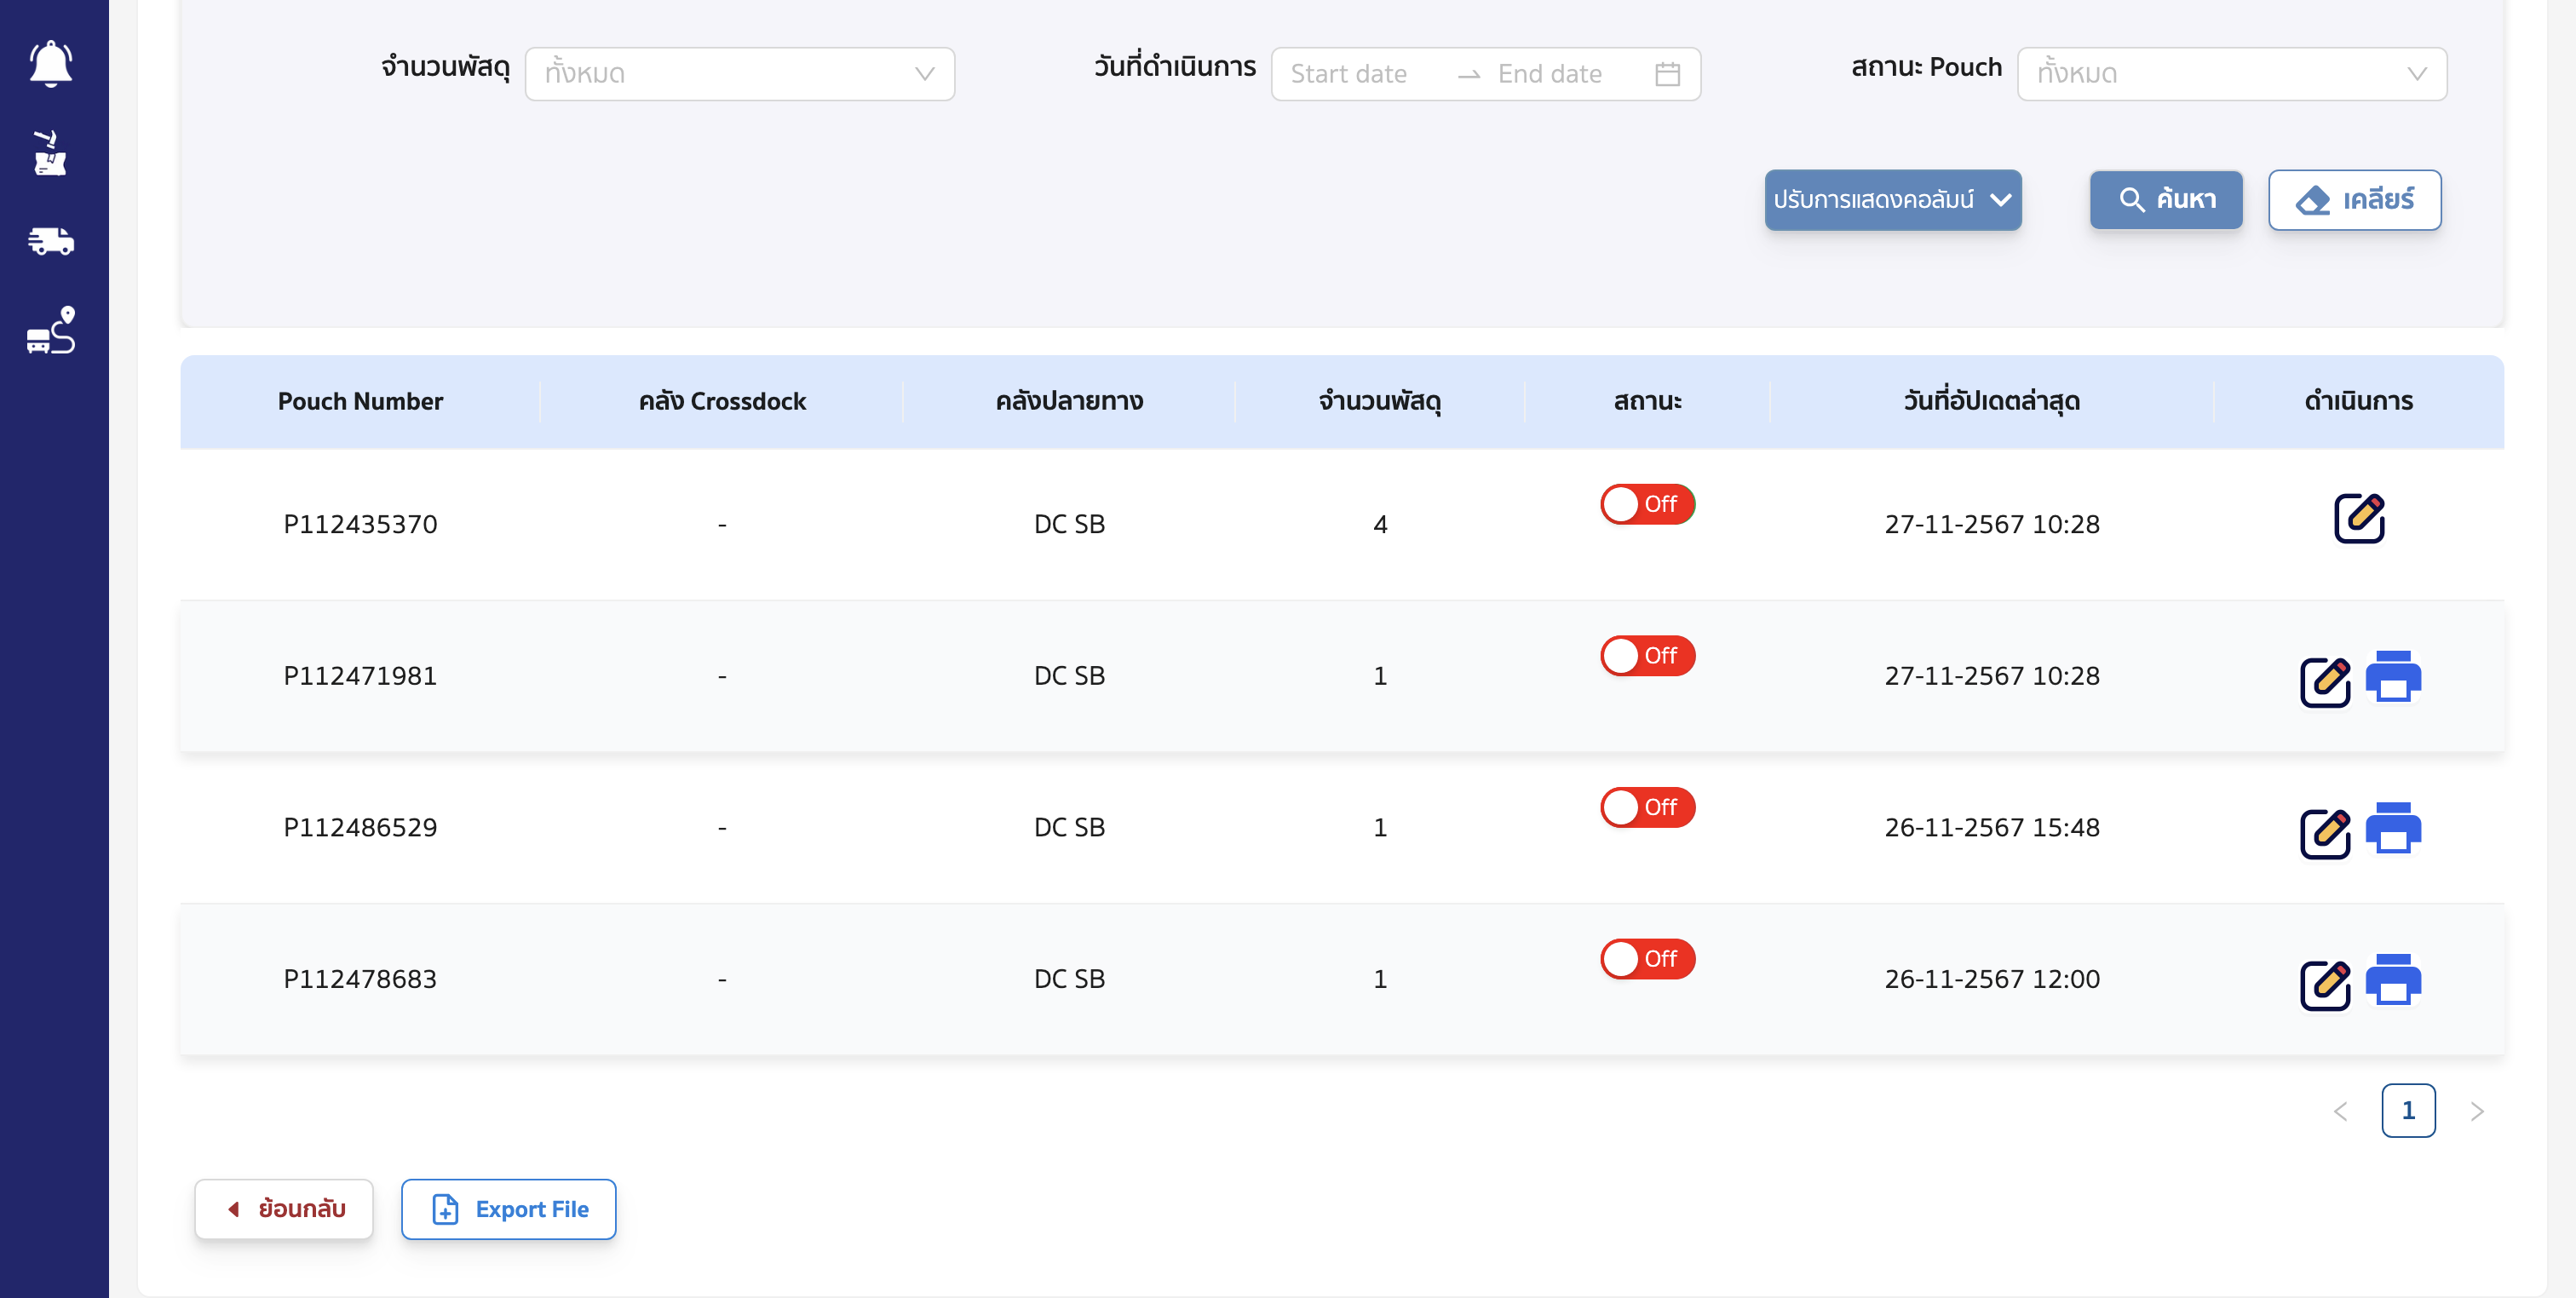 จำนวนพัสดุ ทั้งหมด วันที่ดำเนินการ Start date End date สถานะ Pouch ทั้งหมด
ปรับการแสดงคอลัมน์ ค้นหา เคลียร์
Pouch Number คลัง Crossdock คลังปลายทาง จำนวนพัสดุ สถานะ วันที่อัปเดตล่าสุด ดำเนินการ
P112435370 - DC SB 4 Off 27-11-2567 10:28
P112471981 - DC SB 1 Off 27-11-2567 10:28
P112486529 - DC SB 1 Off 26-11-2567 15:48
P112478683 - DC SB 1 Off 26-11-2567 12:00
1
ย้อนกลับ Export File